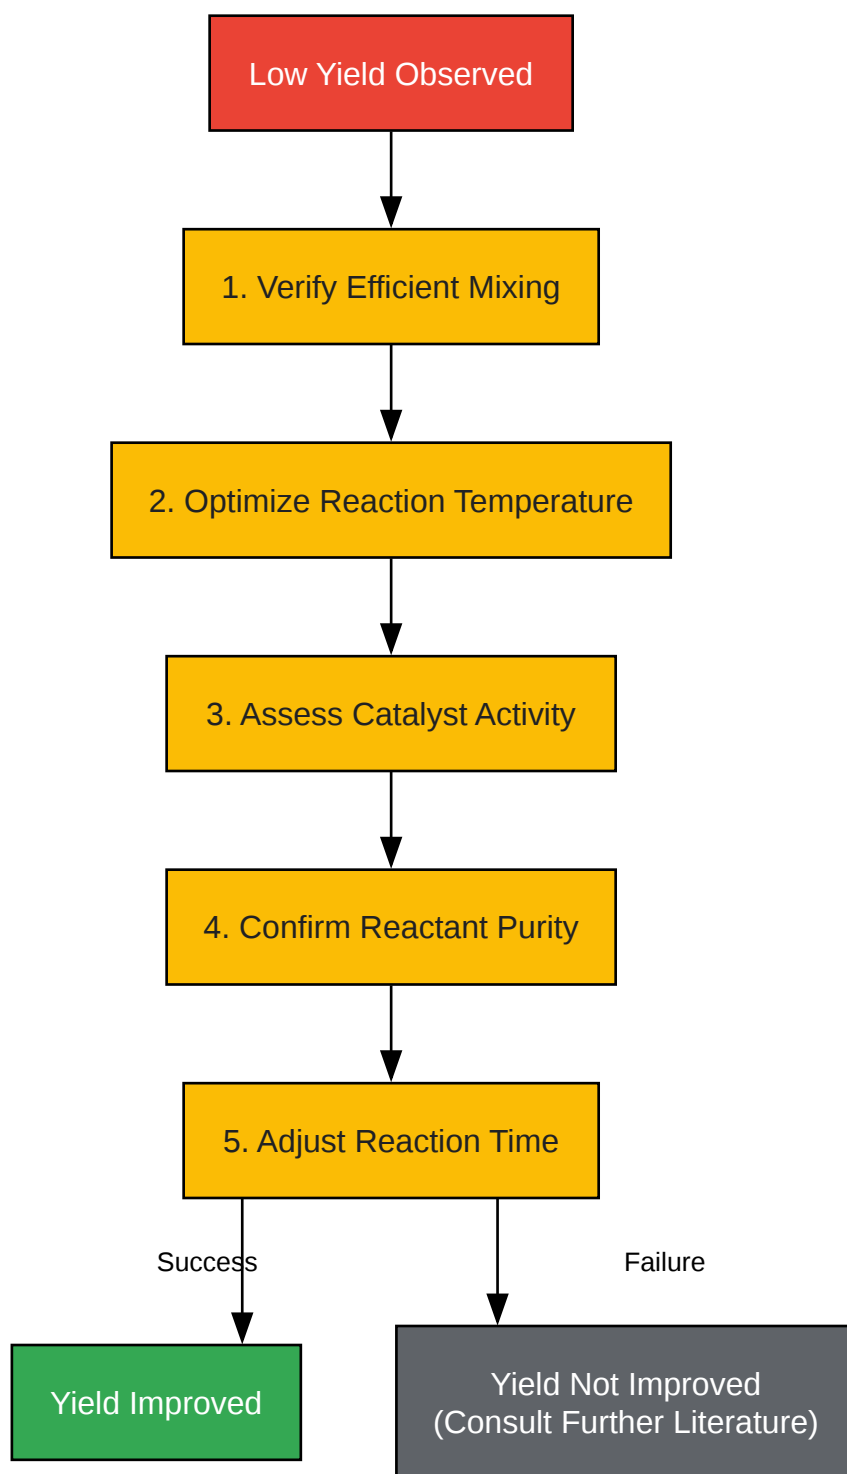 Low Yield Observed
1. Verify Efficient Mixing
2. Optimize Reaction Temperature
3. Assess Catalyst Activity
4. Confirm Reactant Purity
5. Adjust Reaction Time
Success
Failure
Yield Improved
Yield Not Improved
(Consult Further Literature)